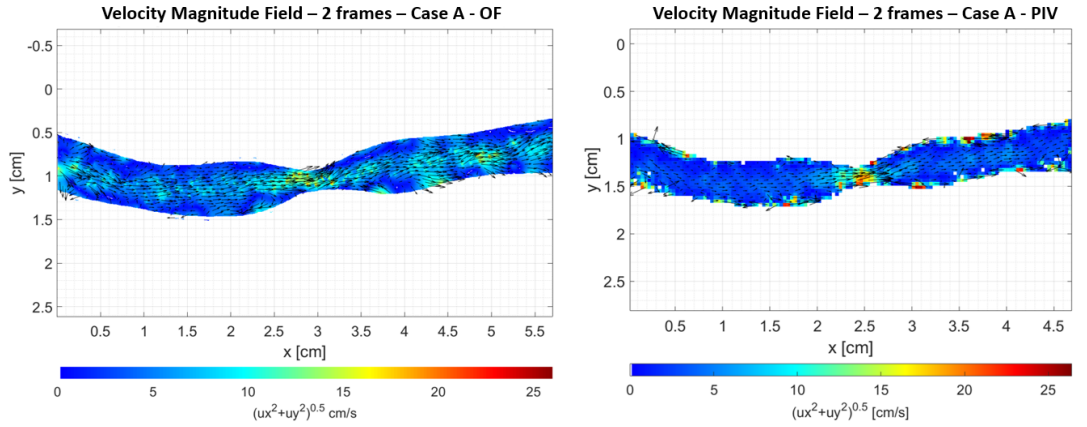 Velocity Magnitude Field – 2 frames – Case A - OF
-0.5
0
0.5
1
1.5
2
2.5
y [cm]
0.5 1 1.5 2 2.5 3 3.5 4 4.5 5 5.5
x [cm]
0 5 10 15 20 25
(ux²+uy²)^0.5 cm/s
Velocity Magnitude Field – 2 frames – Case A - PIV
0
0.5
1
1.5
2
2.5
y [cm]
0.5 1 1.5 2 2.5 3 3.5 4 4.5
x [cm]
0 5 10 15 20 25
(ux²+uy²)^0.5 [cm/s]